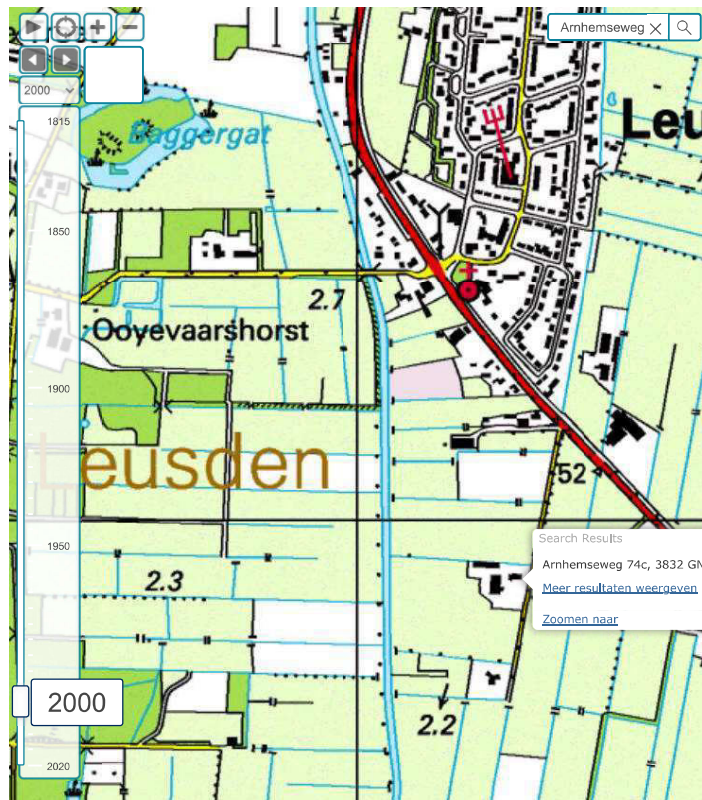 Arnhemseweg
2000
1815
Baggergat
Leu
1850
2.7
Ooyevaarshorst
1900
Leusden
52
1950
Search Results
Arnhemseweg 74c, 3832 GN
Meer resultaten weergeven
2.3
Zoomen naar
2000
2.2
2020